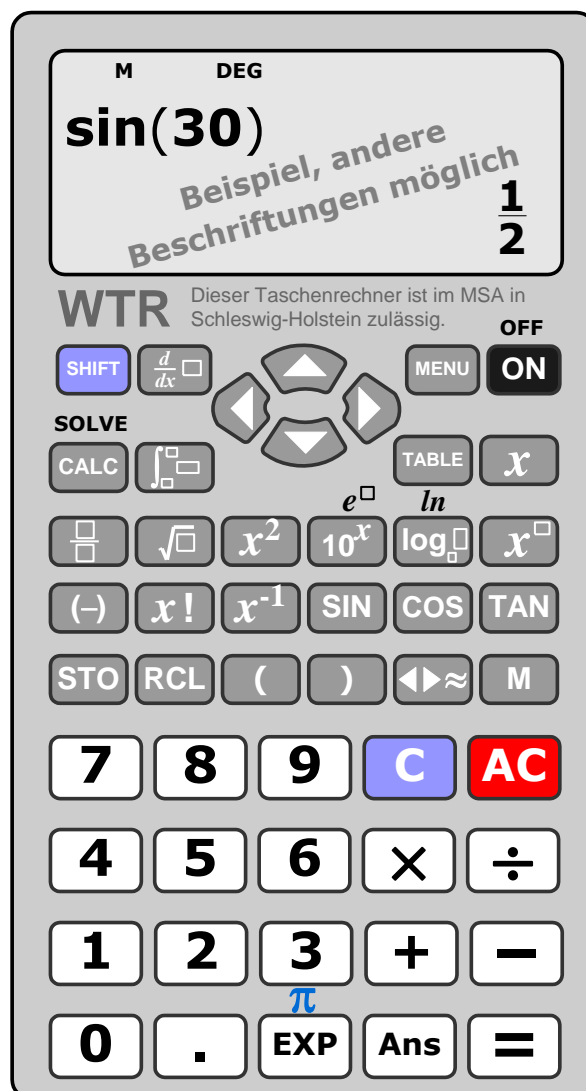 M DEG
sin(30)
Beispiel, andere
Beschriftungen möglich
1
2
WTR Dieser Taschenrechner ist im MSA in
Schleswig-Holstein zulässig.
OFF
SHIFT d/dx □ MENU ON
SOLVE
CALC ∫□ □ □ TABLE x
e□ ln
□/□ √□ x² 10ˣ log□ □ x□
(–) x! x⁻¹ SIN COS TAN
STO RCL ( ) ◀▶≈ M
7 8 9 C AC
4 5 6 × ÷
1 2 3 + −
π
0 . EXP Ans =